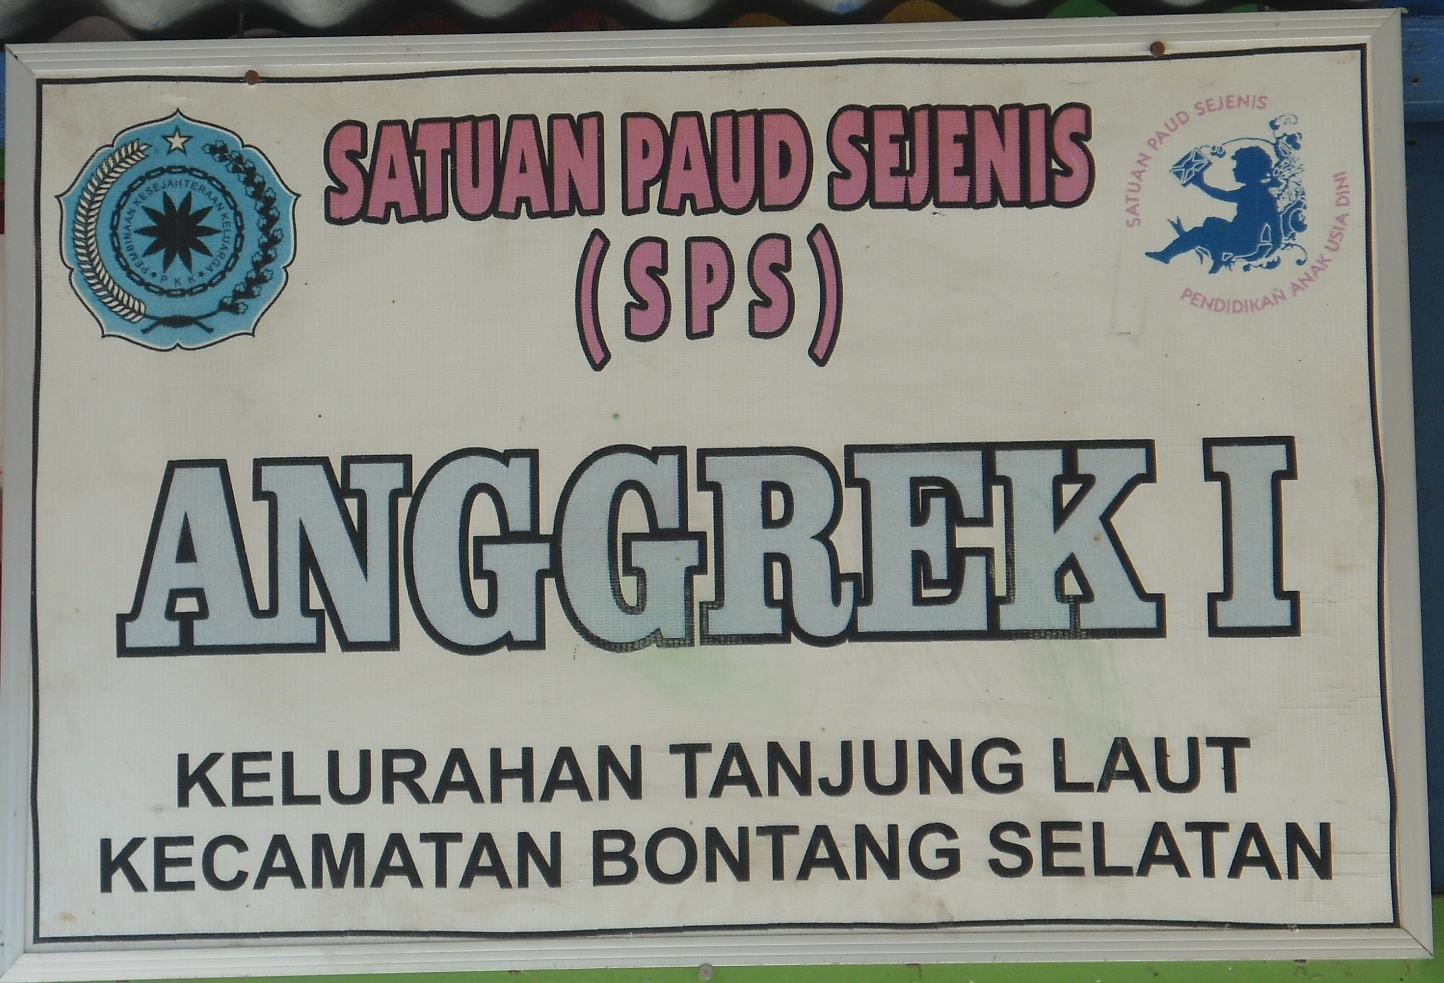 PEMBINAAN KESEJAHTERAAN KELUARGA
P K K
SATUAN PAUD SEJENIS
(SPS)
SATUAN PAUD SEJENIS
PENDIDIKAN ANAK USIA DINI
ANGGREK I
KELURAHAN TANJUNG LAUT
KECAMATAN BONTANG SELATAN